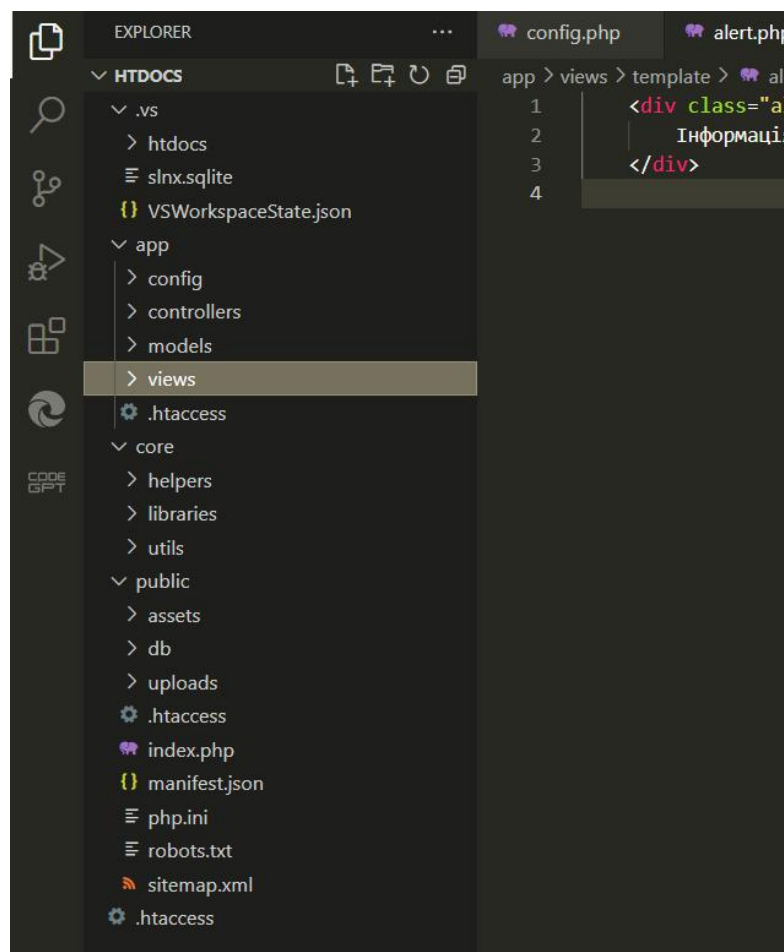 EXPLORER
HTDOCS
.vs
htdocs
slnx.sqlite
VSWorkspaceState.json
app
config
controllers
models
views
.htaccess
core
helpers
libraries
utils
public
assets
db
uploads
.htaccess
index.php
manifest.json
php.ini
robots.txt
sitemap.xml
.htaccess
CODE
GPT
config.php alert.php
app > views > template > al
1 <div class="a
2 Інформаці
3 </div>
4